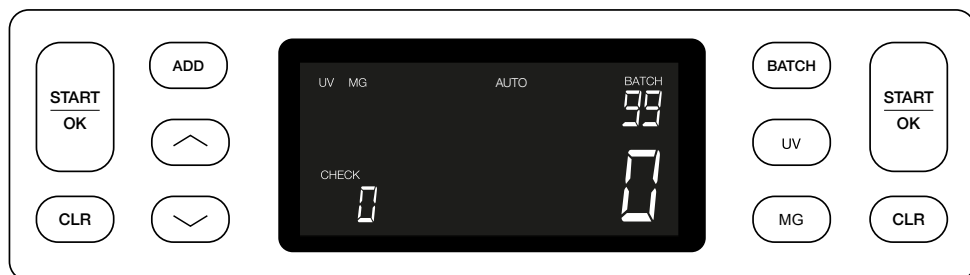 START
OK
CLR
ADD
UV MG AUTO BATCH
99
CHECK
0
0
BATCH
UV
MG
START
OK
CLR